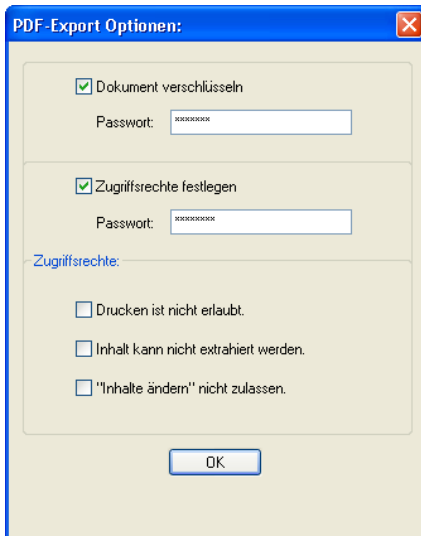 PDF-Export Optionen:
Dokument verschlüsseln
Passwort: *******
Zugriffsrechte festlegen
Passwort: ********
Zugriffsrechte:
Drucken ist nicht erlaubt.
Inhalt kann nicht extrahiert werden.
"Inhalte ändern" nicht zulassen.
OK